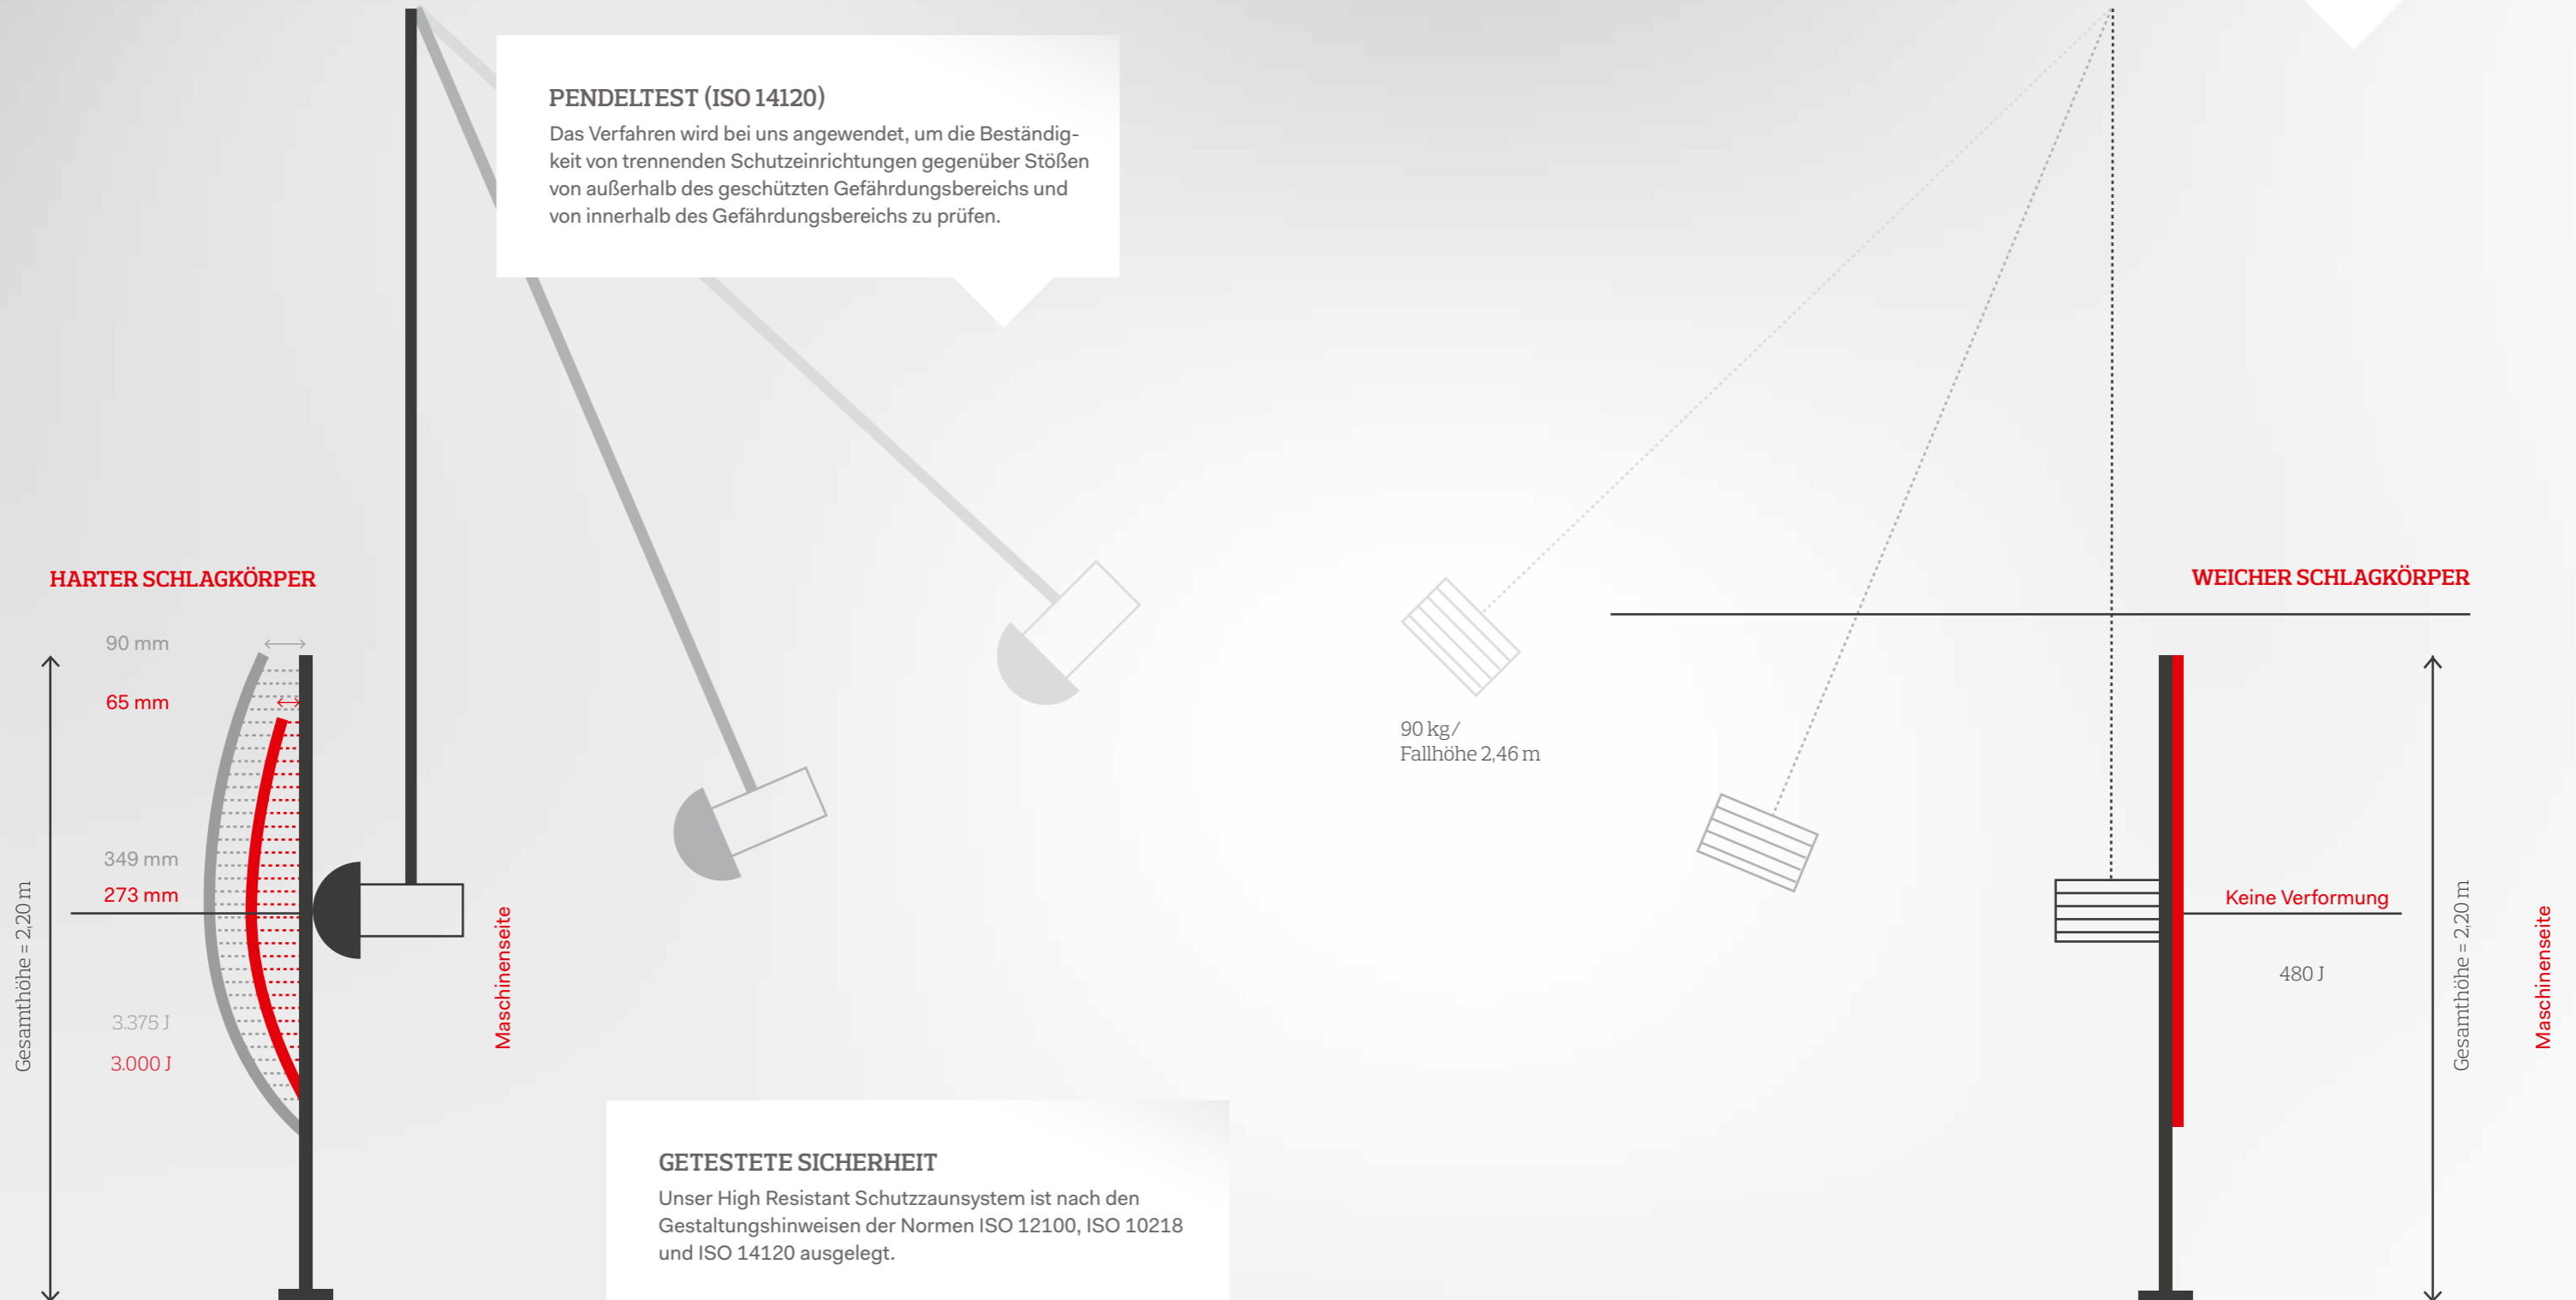 PENDELTEST (ISO 14120)
Das Verfahren wird bei uns angewendet, um die Beständig-
keit von trennenden Schutzeinrichtungen gegenüber Stößen
von außerhalb des geschützten Gefährdungsbereichs und
von innerhalb des Gefährdungsbereichs zu prüfen.
HARTER SCHLAGKÖRPER
90 mm
65 mm
349 mm
273 mm
3.375 J
3.000 J
Gesamthöhe = 2,20 m
Maschinenseite
90 kg/
Fallhöhe 2,46 m
WEICHER SCHLAGKÖRPER
Keine Verformung
480 J
Gesamthöhe = 2,20 m
Maschinenseite
GETESTETE SICHERHEIT
Unser High Resistant Schutzzaunsystem ist nach den
Gestaltungshinweisen der Normen ISO 12100, ISO 10218
und ISO 14120 ausgelegt.